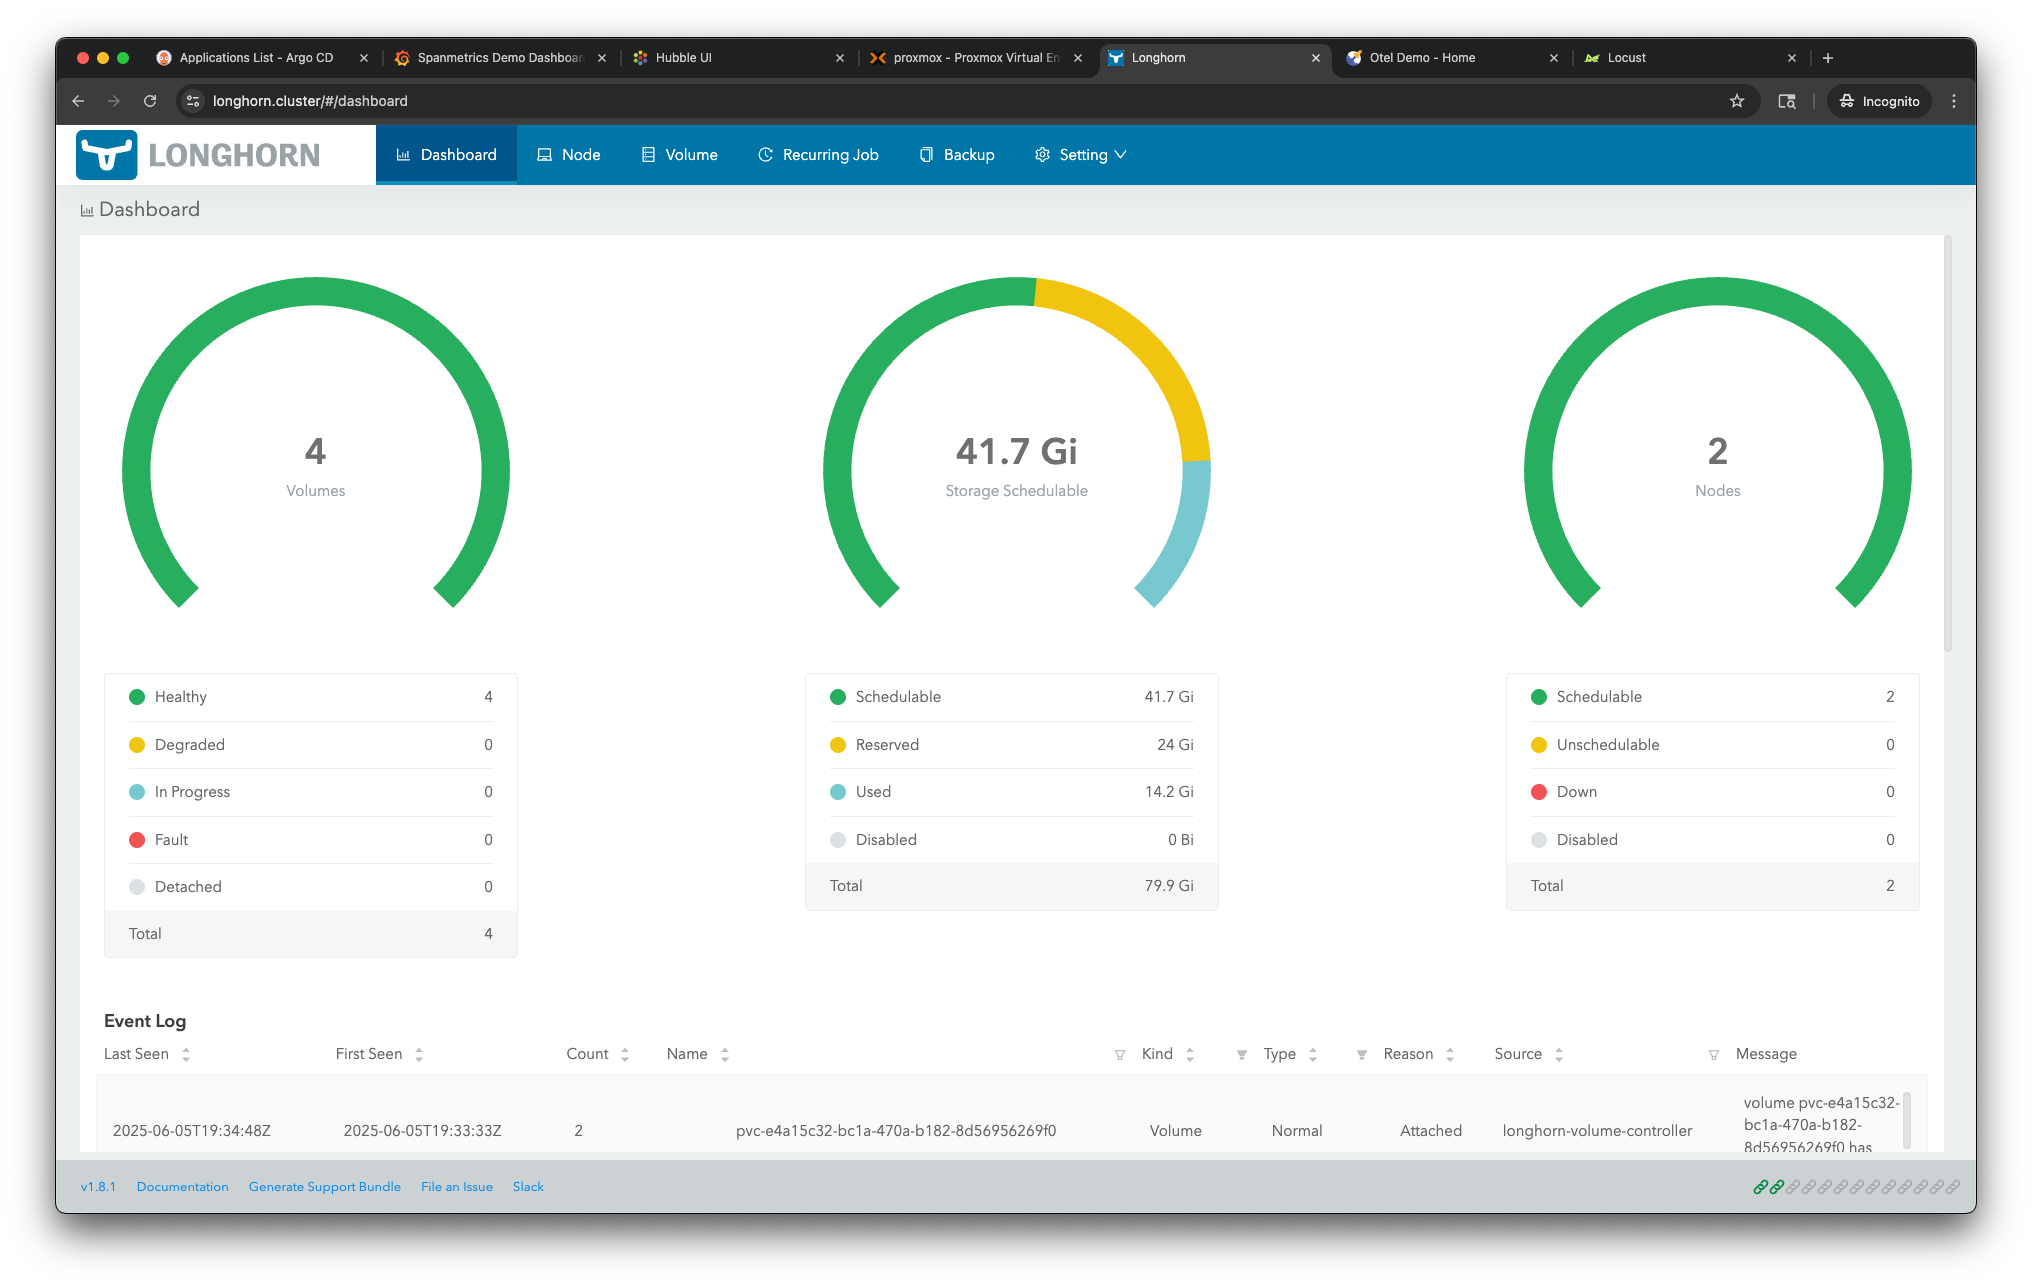 Applications List - Argo CD
Spanmetrics Demo Dashboar
Hubble UI
proxmox - Proxmox Virtual En
Longhorn
Otel Demo - Home
Locust
longhorn.cluster/#/dashboard
Incognito
LONGHORN
Dashboard
Node
Volume
Recurring Job
Backup
Setting
Dashboard
4
Volumes
41.7 Gi
Storage Schedulable
2
Nodes
Healthy 4
Degraded 0
In Progress 0
Fault 0
Detached 0
Total 4
Schedulable 41.7 Gi
Reserved 24 Gi
Used 14.2 Gi
Disabled 0 Bi
Total 79.9 Gi
Schedulable 2
Unschedulable 0
Down 0
Disabled 0
Total 2
Event Log
Last Seen First Seen Count Name Kind Type Reason Source Message
2025-06-05T19:34:48Z 2025-06-05T19:33:33Z 2 pvc-e4a15c32-bc1a-470a-b182-8d56956269f0 Volume Normal Attached longhorn-volume-controller
volume pvc-e4a15c32-
bc1a-470a-b182-
8d56956269f0 has
v1.8.1 Documentation Generate Support Bundle File an Issue Slack